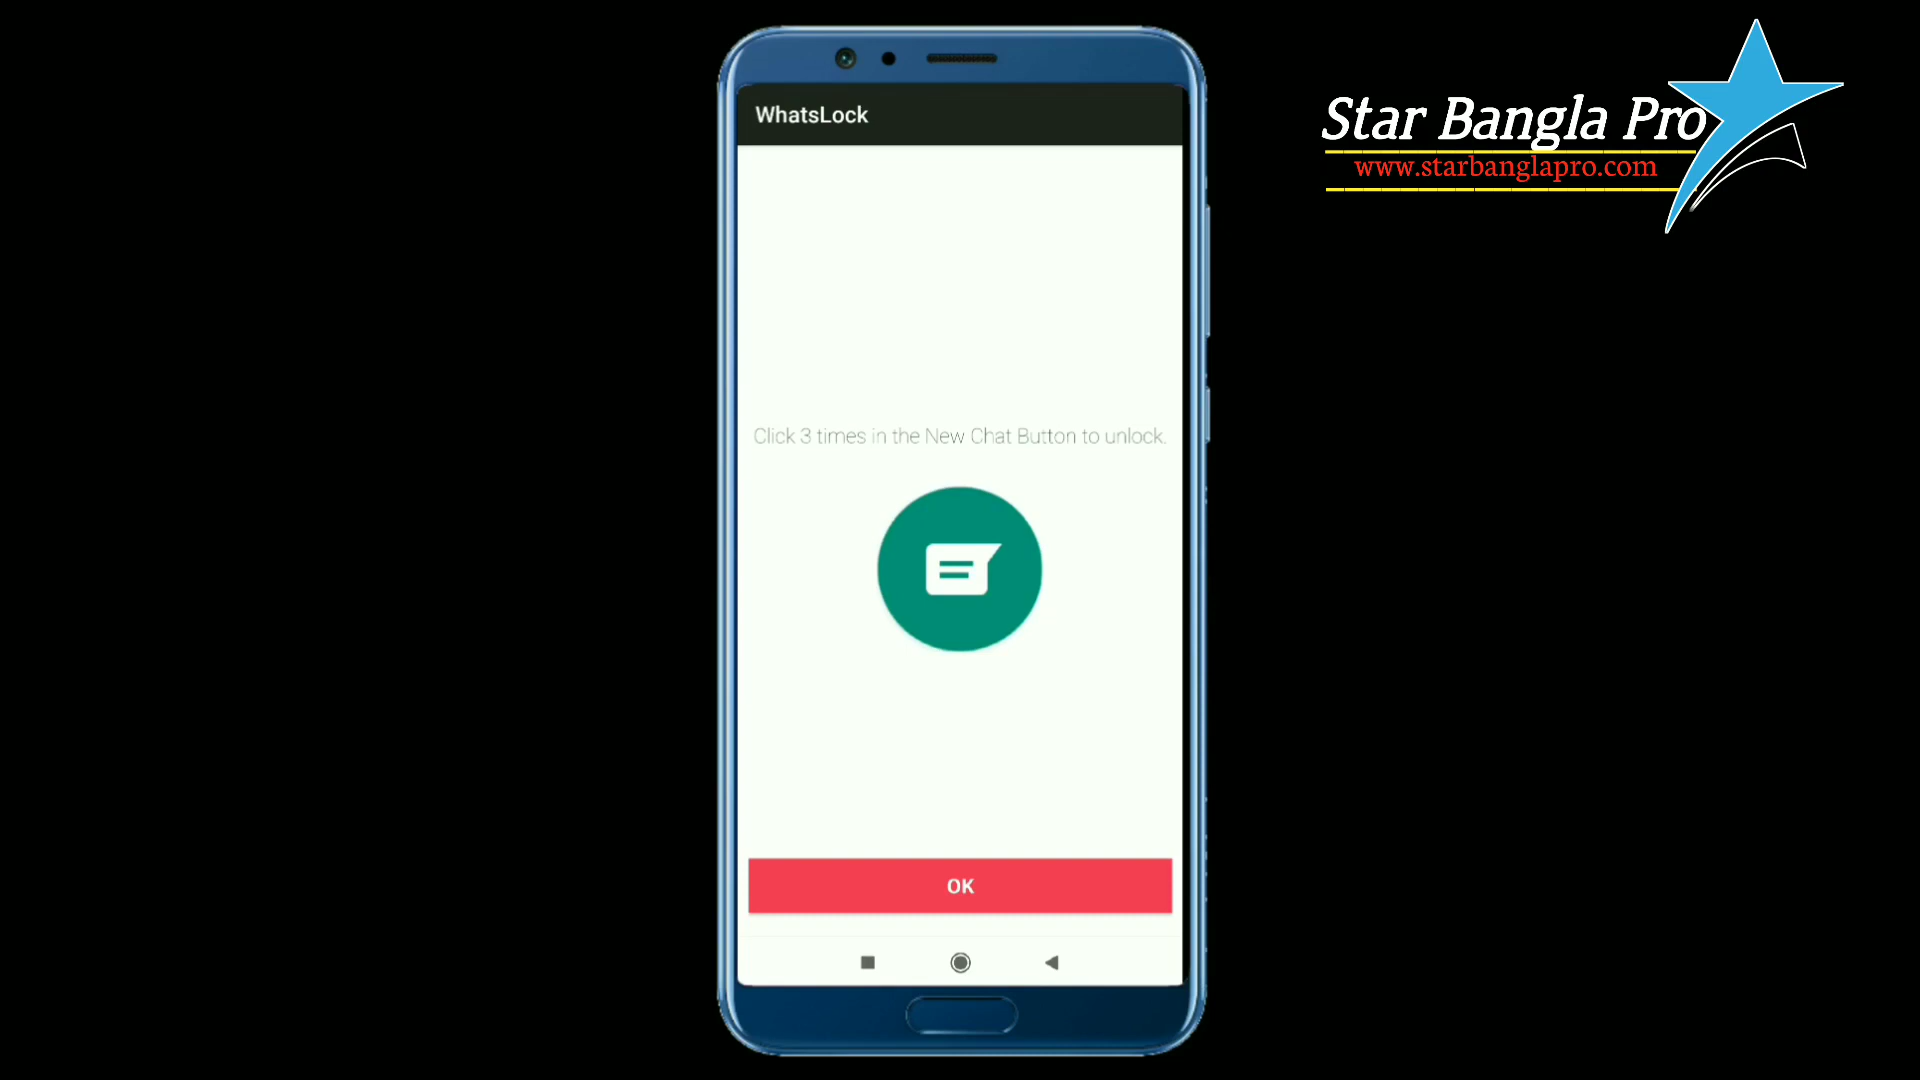 WhatsLock
Star Bangla Pro
www.starbanglapro.com
Click 3 times in the New Chat Button to unlock.
OK